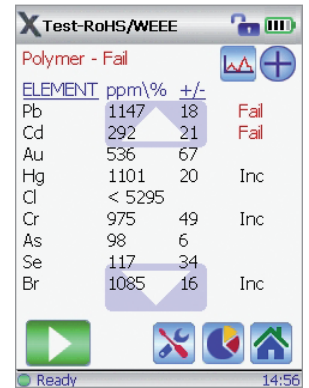 X Test-RoHS/WEEE
Polymer - Fail
ELEMENT ppm\% +/-
Pb 1147 18 Fail
Cd 292 21 Fail
Au 536 67
Hg 1101 20 Inc
Cl < 5295
Cr 975 49 Inc
As 98 6
Se 117 34
Br 1085 16 Inc
Ready 14:56